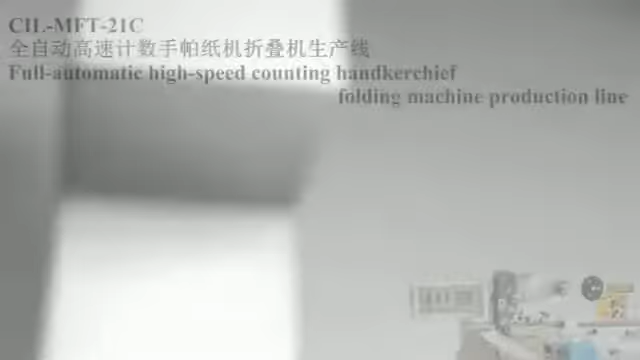 CIL-MFT-21C
全自动高速计数手帕纸机折叠机生产线
Full-automatic high-speed counting handkerchief
folding machine production line